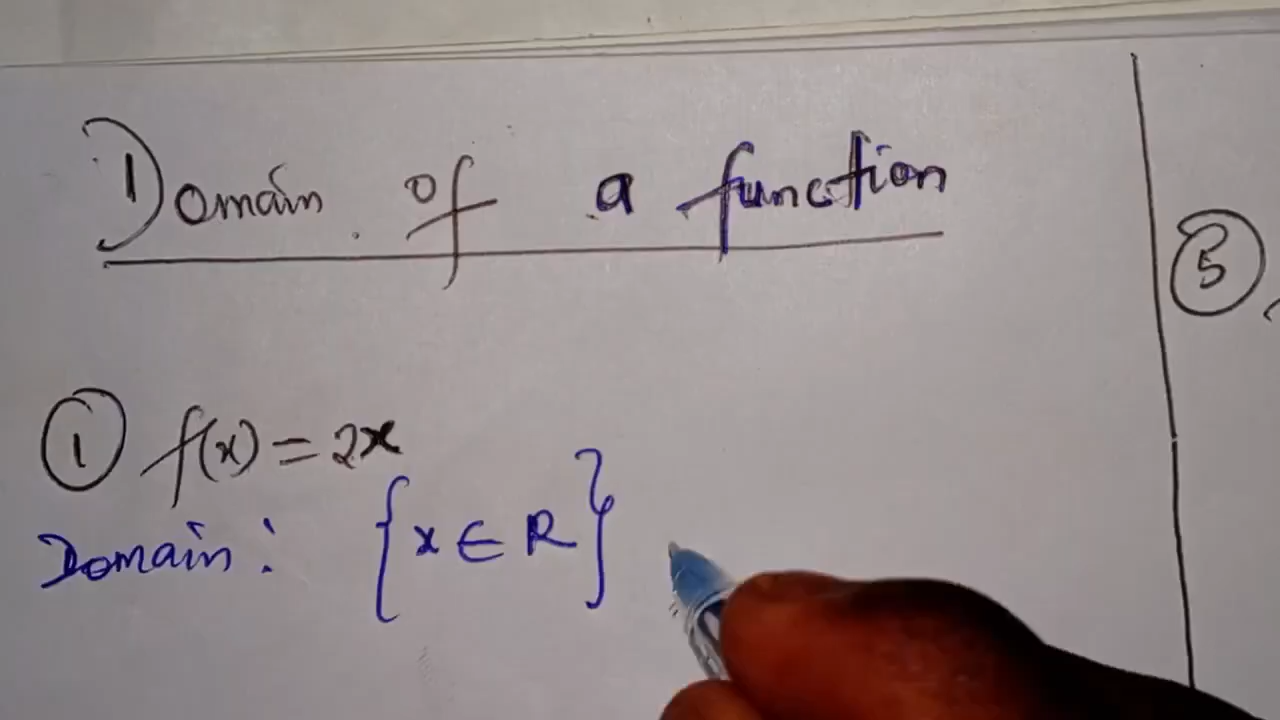 Domain of a function
① f(x) = 2x
Domain: {x ∈ R}
⑤